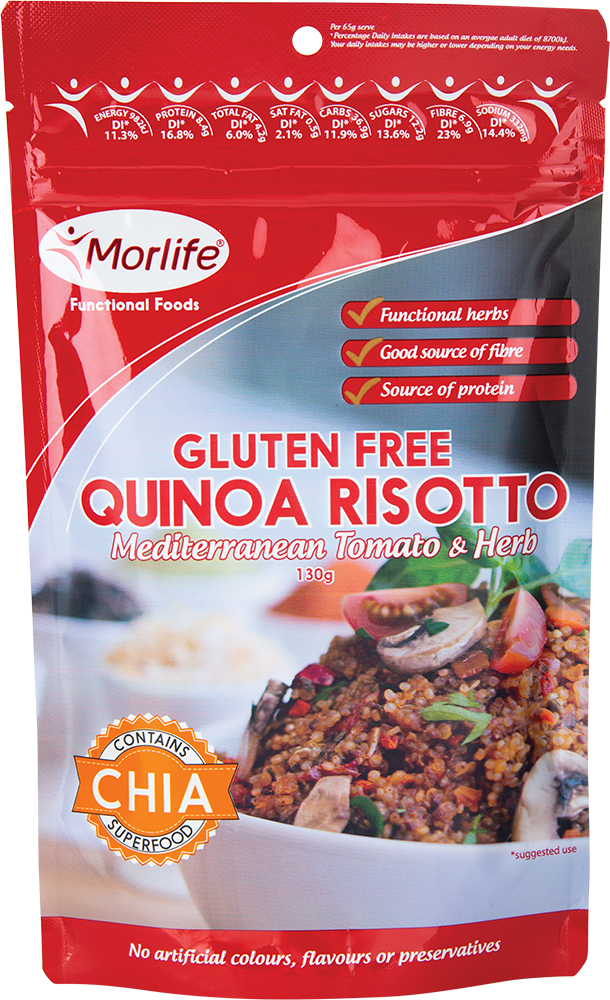 Per 65g serve
*Percentage Daily Intakes are based on an avergae adult diet of 8700kJ.
Your daily intakes may be higher or lower depending on your energy needs.
ENERGY 982kJ
DI*
11.3%
PROTEIN 8.4g
DI*
16.8%
TOTAL FAT 4.2g
DI*
6.0%
SAT FAT 0.5g
DI*
2.1%
CARBS 36.9g
DI*
11.9%
SUGARS 12.2g
DI*
13.6%
FIBRE 6.9g
DI*
23%
SODIUM 332mg
DI*
14.4%
Morlife®
Functional Foods
Functional herbs
Good source of fibre
Source of protein
GLUTEN FREE
QUINOA RISOTTO
Mediterranean Tomato & Herb
130g
CONTAINS
CHIA
SUPERFOOD
*suggested use
No artificial colours, flavours or preservatives